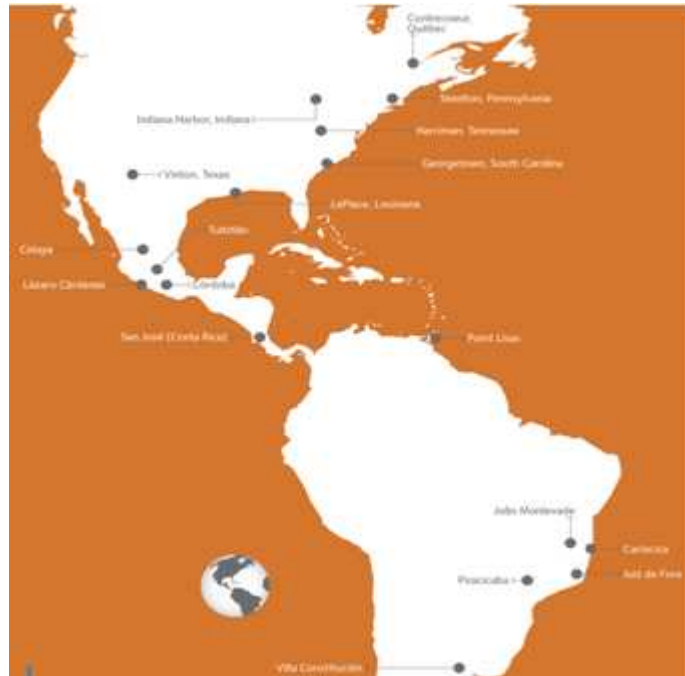 Contrecoeur,
Québec
Steelton, Pennsylvania
Indiana Harbor, Indiana
Harriman, Tennessee
Georgetown, South Carolina
Vinton, Texas
LaPlace, Louisiana
Tultitlán
Celaya
Lázaro Cárdenas
Córdoba
San José (Costa Rica)
Point Lisas
João Monlevade
Cariacica
Juiz de Fora
Piracicaba
Villa Constitución